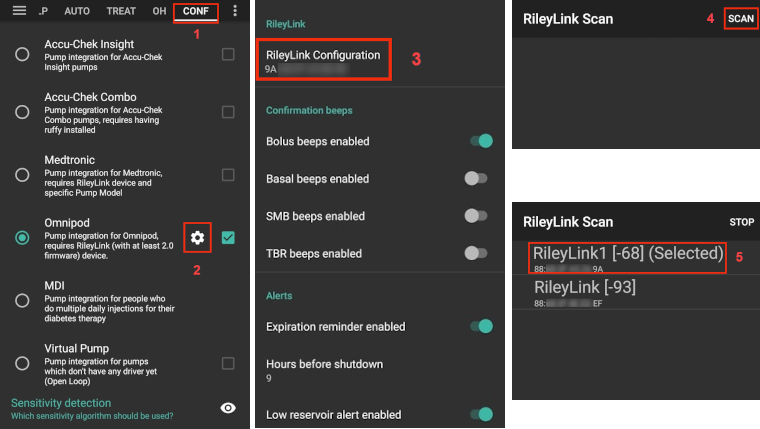 .P AUTO TREAT OH CONF
1
Accu-Chek Insight
Pump integration for Accu-Chek
Insight pumps
Accu-Chek Combo
Pump integration for Accu-Chek
Combo pumps, requires having
ruffy installed
Medtronic
Pump integration for Medtronic,
requires RileyLink device and
specific Pump Model
Omnipod
Pump integration for Omnipod,
requires RileyLink (with at least 2.0
firmware) device.
2
MDI
Pump integration for people who
do multiple daily injections for their
diabetes therapy
Virtual Pump
Pump integration for pumps
which don't have any driver yet
(Open Loop)
Sensitivity detection
Which sensitivity algorithm should be used?
RileyLink
RileyLink Configuration
9A
3
Confirmation beeps
Bolus beeps enabled
Basal beeps enabled
SMB beeps enabled
TBR beeps enabled
Alerts
Expiration reminder enabled
Hours before shutdown
9
Low reservoir alert enabled
RileyLink Scan 4 SCAN
RileyLink Scan STOP
RileyLink1 [-68] (Selected) 5
88: 9A
RileyLink [-93]
88: EF